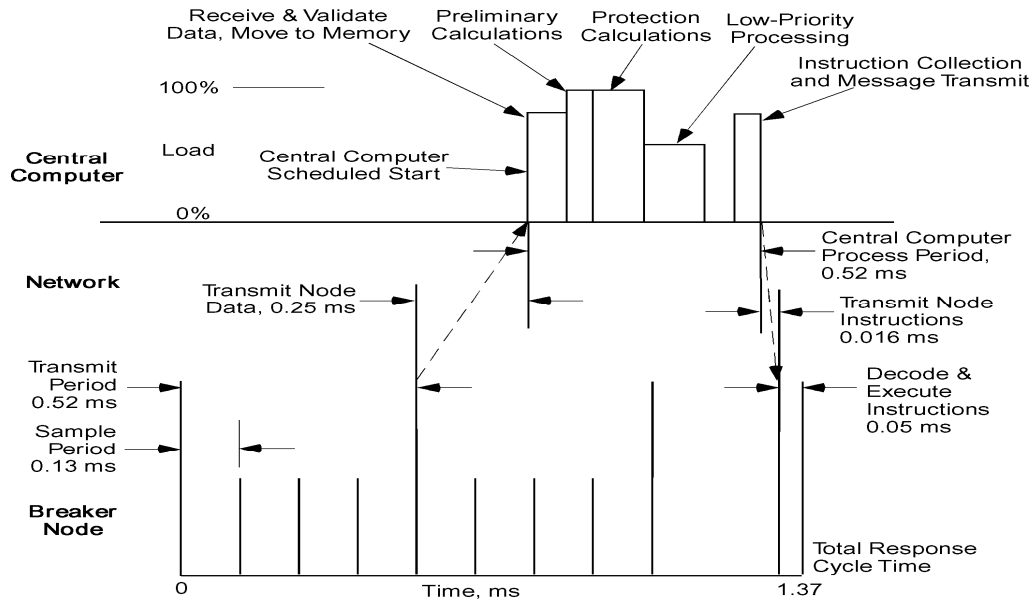 Receive & Validate
Data, Move to Memory
Preliminary
Calculations
Protection
Calculations
Low-Priority
Processing
Instruction Collection
and Message Transmit
100%
Load
Central
Computer
Central Computer
Scheduled Start
0%
Central Computer
Process Period,
0.52 ms
Network
Transmit Node
Data, 0.25 ms
Transmit Node
Instructions
0.016 ms
Transmit
Period
0.52 ms
Decode &
Execute
Instructions
0.05 ms
Sample
Period
0.13 ms
Breaker
Node
Total Response
Cycle Time
0
Time, ms
1.37